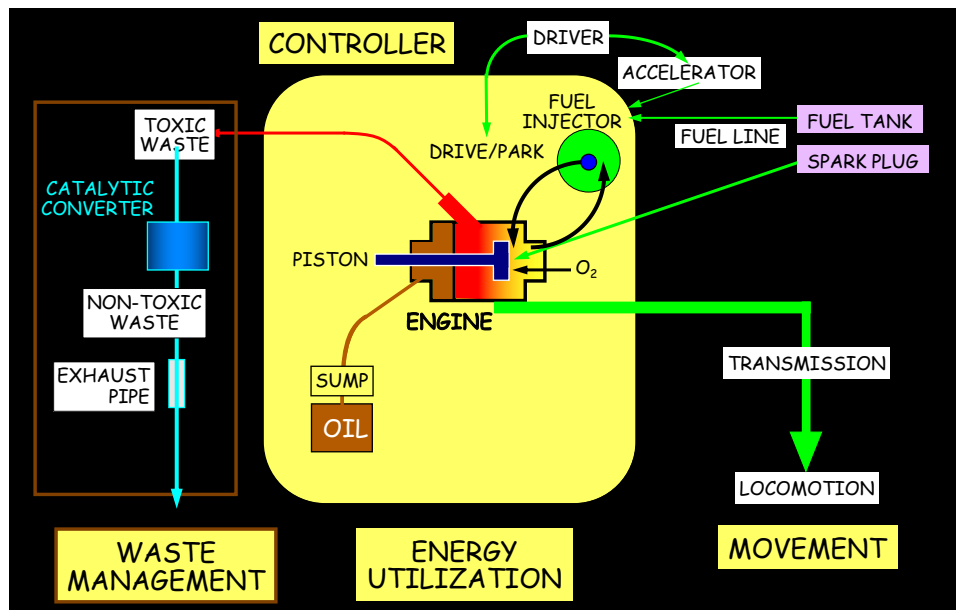 CONTROLLER
DRIVER
ACCELERATOR
FUEL
INJECTOR
DRIVE/PARK
FUEL LINE
FUEL TANK
SPARK PLUG
TOXIC
WASTE
CATALYTIC
CONVERTER
PISTON
O₂
NON-TOXIC
WASTE
ENGINE
EXHAUST
PIPE
SUMP
OIL
TRANSMISSION
LOCOMOTION
WASTE
MANAGEMENT
ENERGY
UTILIZATION
MOVEMENT